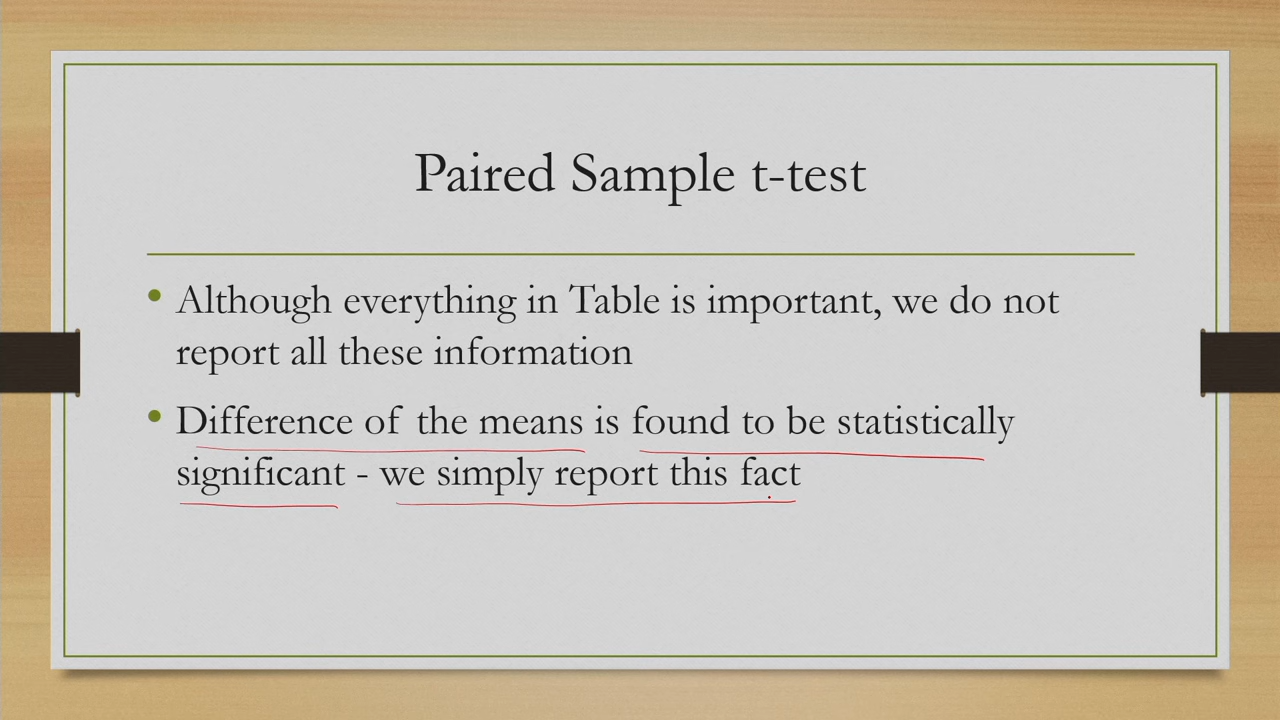 Paired Sample t-test
• Although everything in Table is important, we do not
report all these information
• Difference of the means is found to be statistically
significant - we simply report this fact